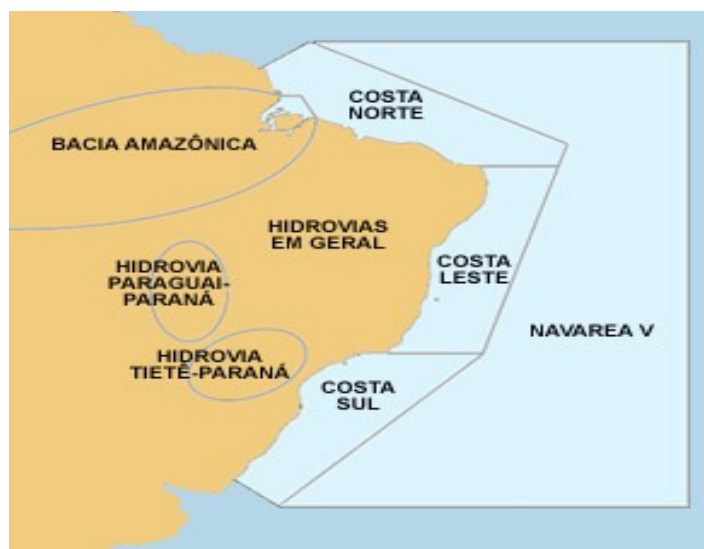 COSTA
NORTE
BACIA AMAZÔNICA
HIDROVIAS
EM GERAL
HIDROVIA
PARAGUAI-
PARANÁ
COSTA
LESTE
NAVAREA V
HIDROVIA
TIETÊ-PARANÁ
COSTA
SUL